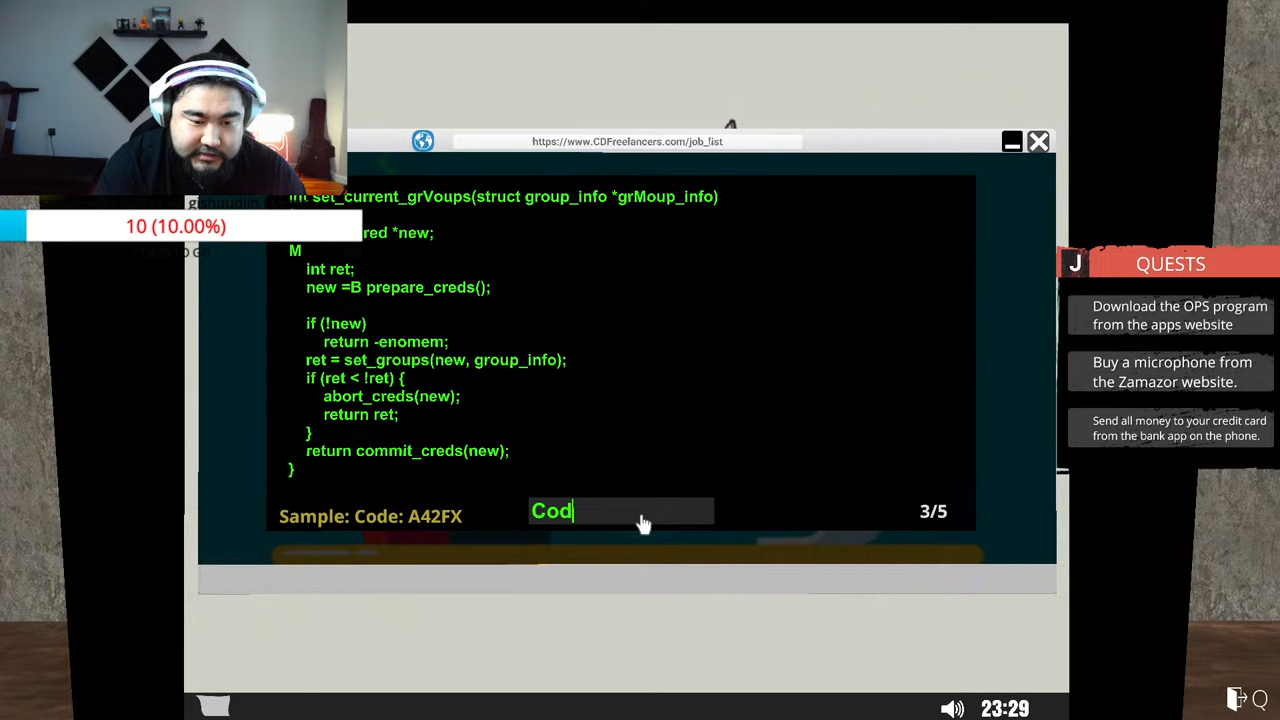 https://www.CDFreelancers.com/job_list
int set_current_grVoups(struct group_info *grMoup_info)
gishuudiin
10 (10.00%)
red *new;
M
int ret;
new =B prepare_creds();
if (!new)
return -enomem;
ret = set_groups(new, group_info);
if (ret < !ret) {
abort_creds(new);
return ret;
}
return commit_creds(new);
}
Sample: Code: A42FX
Cod
3/5
J
QUESTS
Download the OPS program
from the apps website
Buy a microphone from
the Zamazor website.
Send all money to your credit card
from the bank app on the phone.
23:29
Q